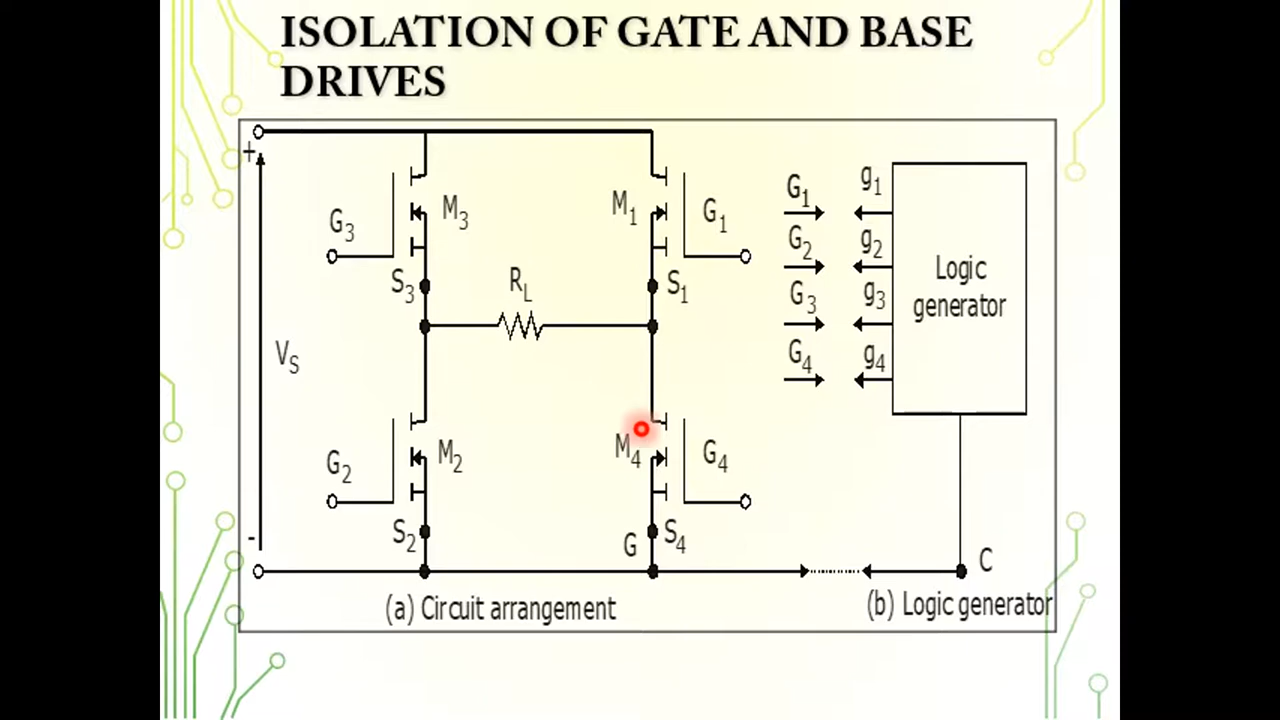 ISOLATION OF GATE AND BASE
DRIVES
+
G3
M3
S3
M1
G1
S1
RL
VS
G2
M2
S2
M4
G4
G
S4
-
G1
G2
G3
G4
g1
g2
g3
g4
Logic
generator
C
(a) Circuit arrangement
(b) Logic generator